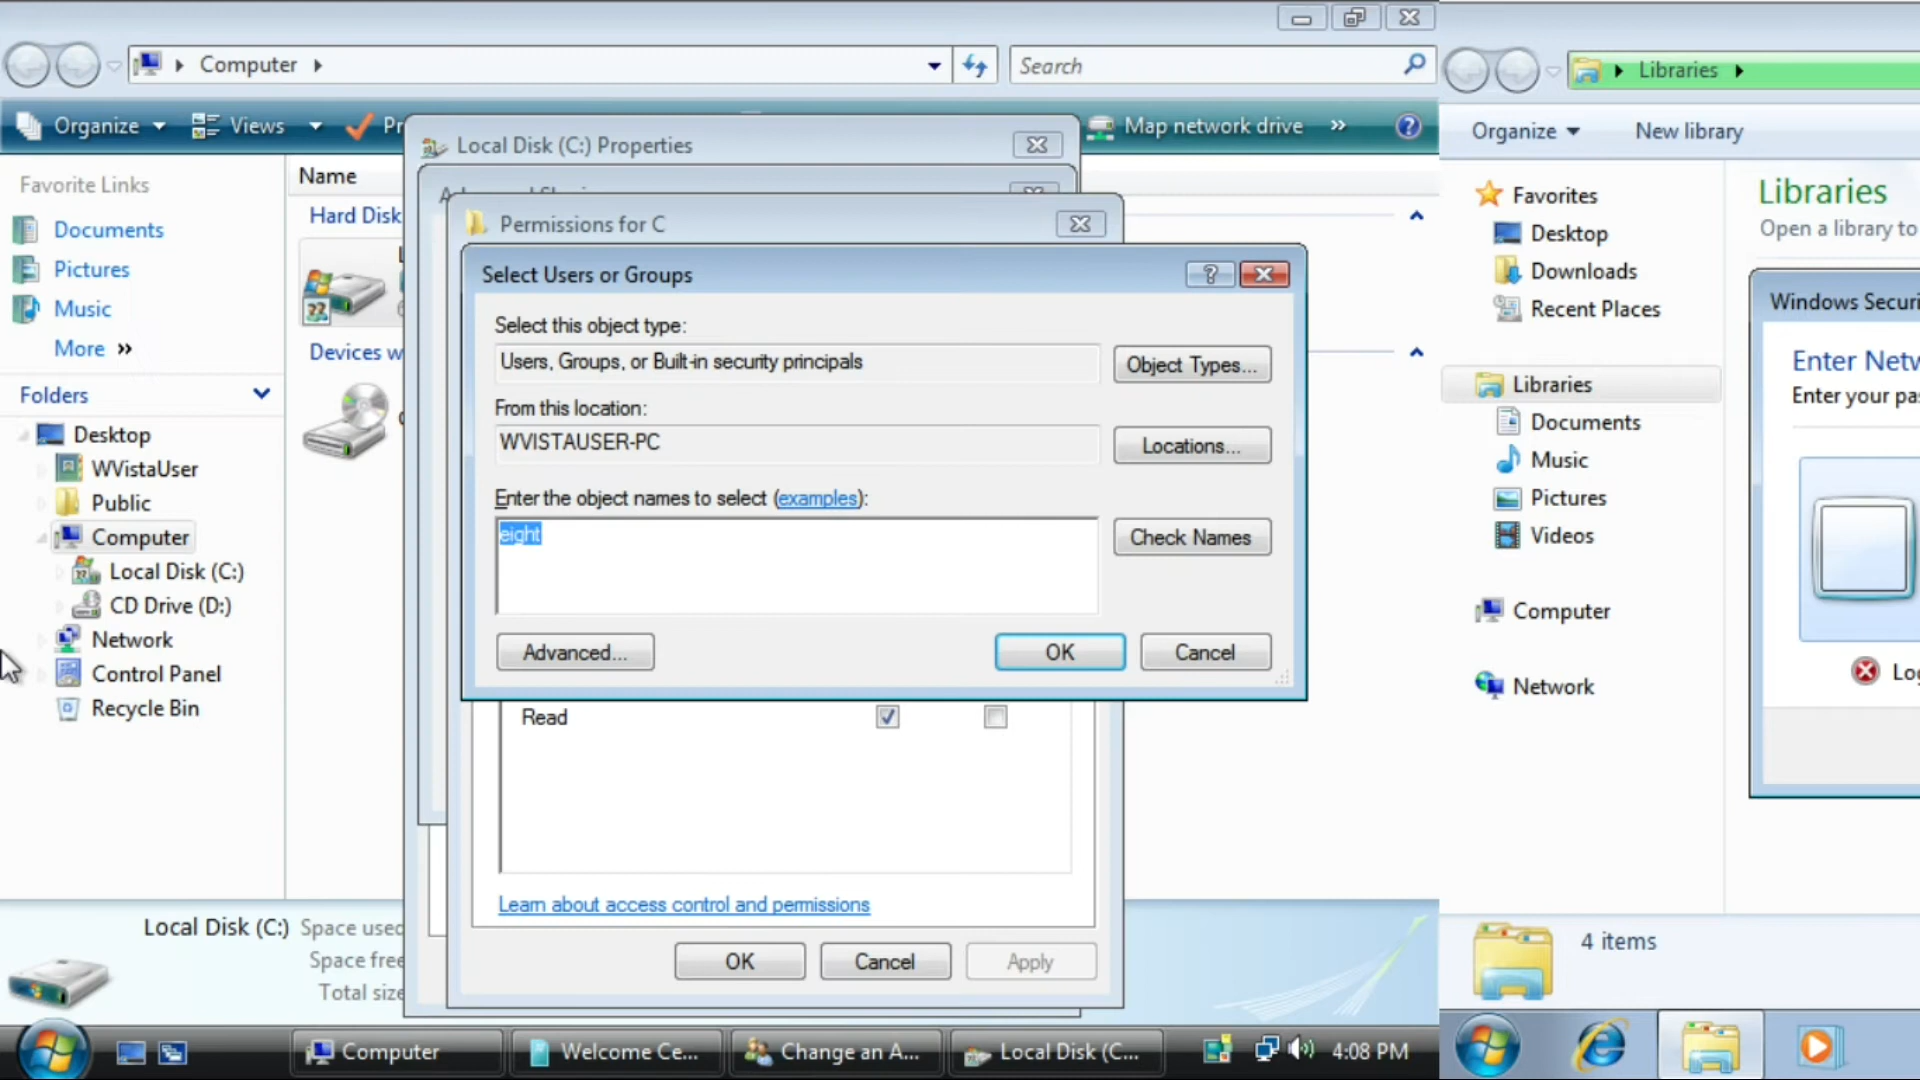 Computer
Search
Organize
Views
Pr
Map network drive
Favorite Links
Documents
Pictures
Music
More
Folders
Desktop
WVistaUser
Public
Computer
Local Disk (C:)
CD Drive (D:)
Network
Control Panel
Recycle Bin
Name
Hard Disk
Devices w
Local Disk (C:) Properties
Permissions for C
Select Users or Groups
Select this object type:
Users, Groups, or Built-in security principals
Object Types...
From this location:
WVISTAUSER-PC
Locations...
Enter the object names to select (examples):
eight
Check Names
Advanced...
OK
Cancel
Read
Learn about access control and permissions
OK
Cancel
Apply
Local Disk (C:)
Space used
Space free
Total size
Computer
Welcome Ce...
Change an A...
Local Disk (C...
4:08 PM
Libraries
Organize
New library
Favorites
Desktop
Downloads
Recent Places
Libraries
Documents
Music
Pictures
Videos
Computer
Network
Libraries
Open a library to
Windows Securi
Enter Netw
Enter your pas
Log
4 items